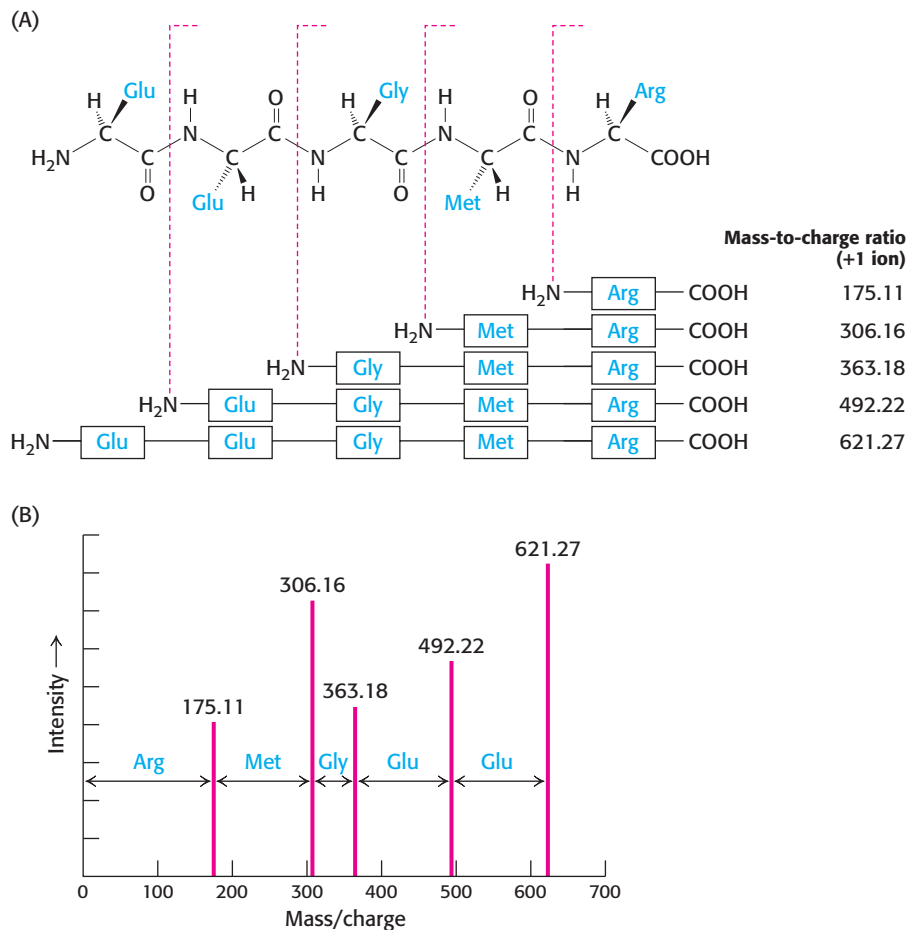 (A)
Glu Gly Arg
H H O H H O H
C N C C N C C
H₂N C C N C C N COOH
O Glu H H O Met H H
Mass-to-charge ratio
(+1 ion)
H₂N Arg COOH 175.11
H₂N Met Arg COOH 306.16
H₂N Gly Met Arg COOH 363.18
H₂N Glu Gly Met Arg COOH 492.22
H₂N Glu Glu Gly Met Arg COOH 621.27
(B)
Intensity →
621.27
306.16
492.22
363.18
175.11
Arg Met Gly Glu Glu
0 100 200 300 400 500 600 700
Mass/charge